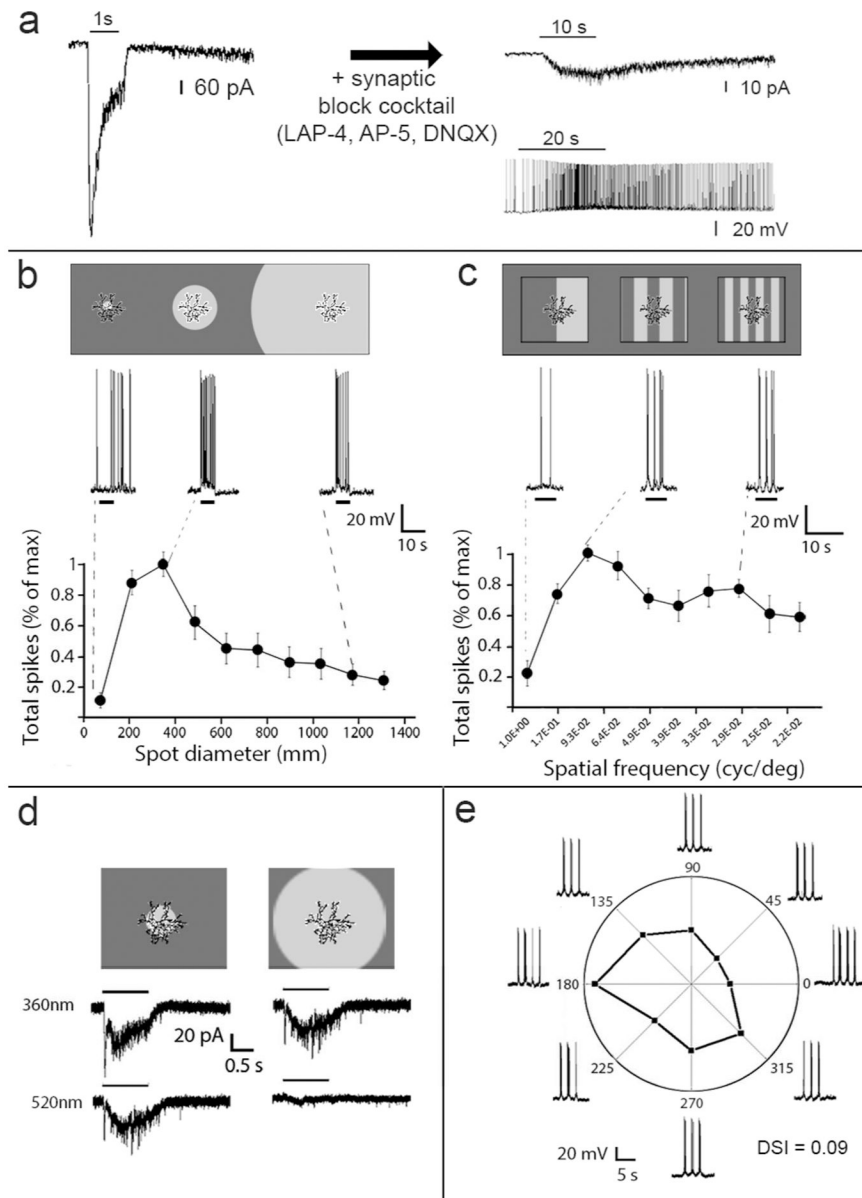 a
1s
60 pA
+ synaptic
block cocktail
(LAP-4, AP-5, DNQX)
10 s
10 pA
20 s
20 mV
b
20 mV
10 s
Total spikes (% of max)
1
0.8
0.6
0.4
0.2
0 200 400 600 800 1000 1200 1400
Spot diameter (mm)
c
20 mV
10 s
Total spikes (% of max)
1
0.8
0.6
0.4
0.2
1.0E+00 1.7E-01 9.3E-02 6.4E-02 4.9E-02 3.9E-02 3.3E-02 2.9E-02 2.5E-02 2.2E-02
Spatial frequency (cyc/deg)
d
360nm
20 pA
0.5 s
520nm
e
90
135
45
180
0
225
315
270
20 mV
5 s
DSI = 0.09